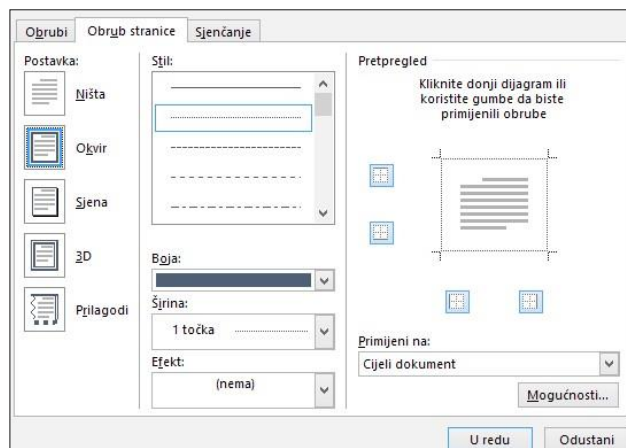 Obrubi
Obrub stranice
Sjenčanje
Postavka:
Ništa
Okvir
Sjena
3D
Prilagodi
Stil:
Boja:
Širina:
1 točka
Efekt:
(nema)
Pretpregled
Kliknite donji dijagram ili
koristite gumbe da biste
primijenili obrube
Primijeni na:
Cijeli dokument
Mogućnosti...
U redu
Odustani